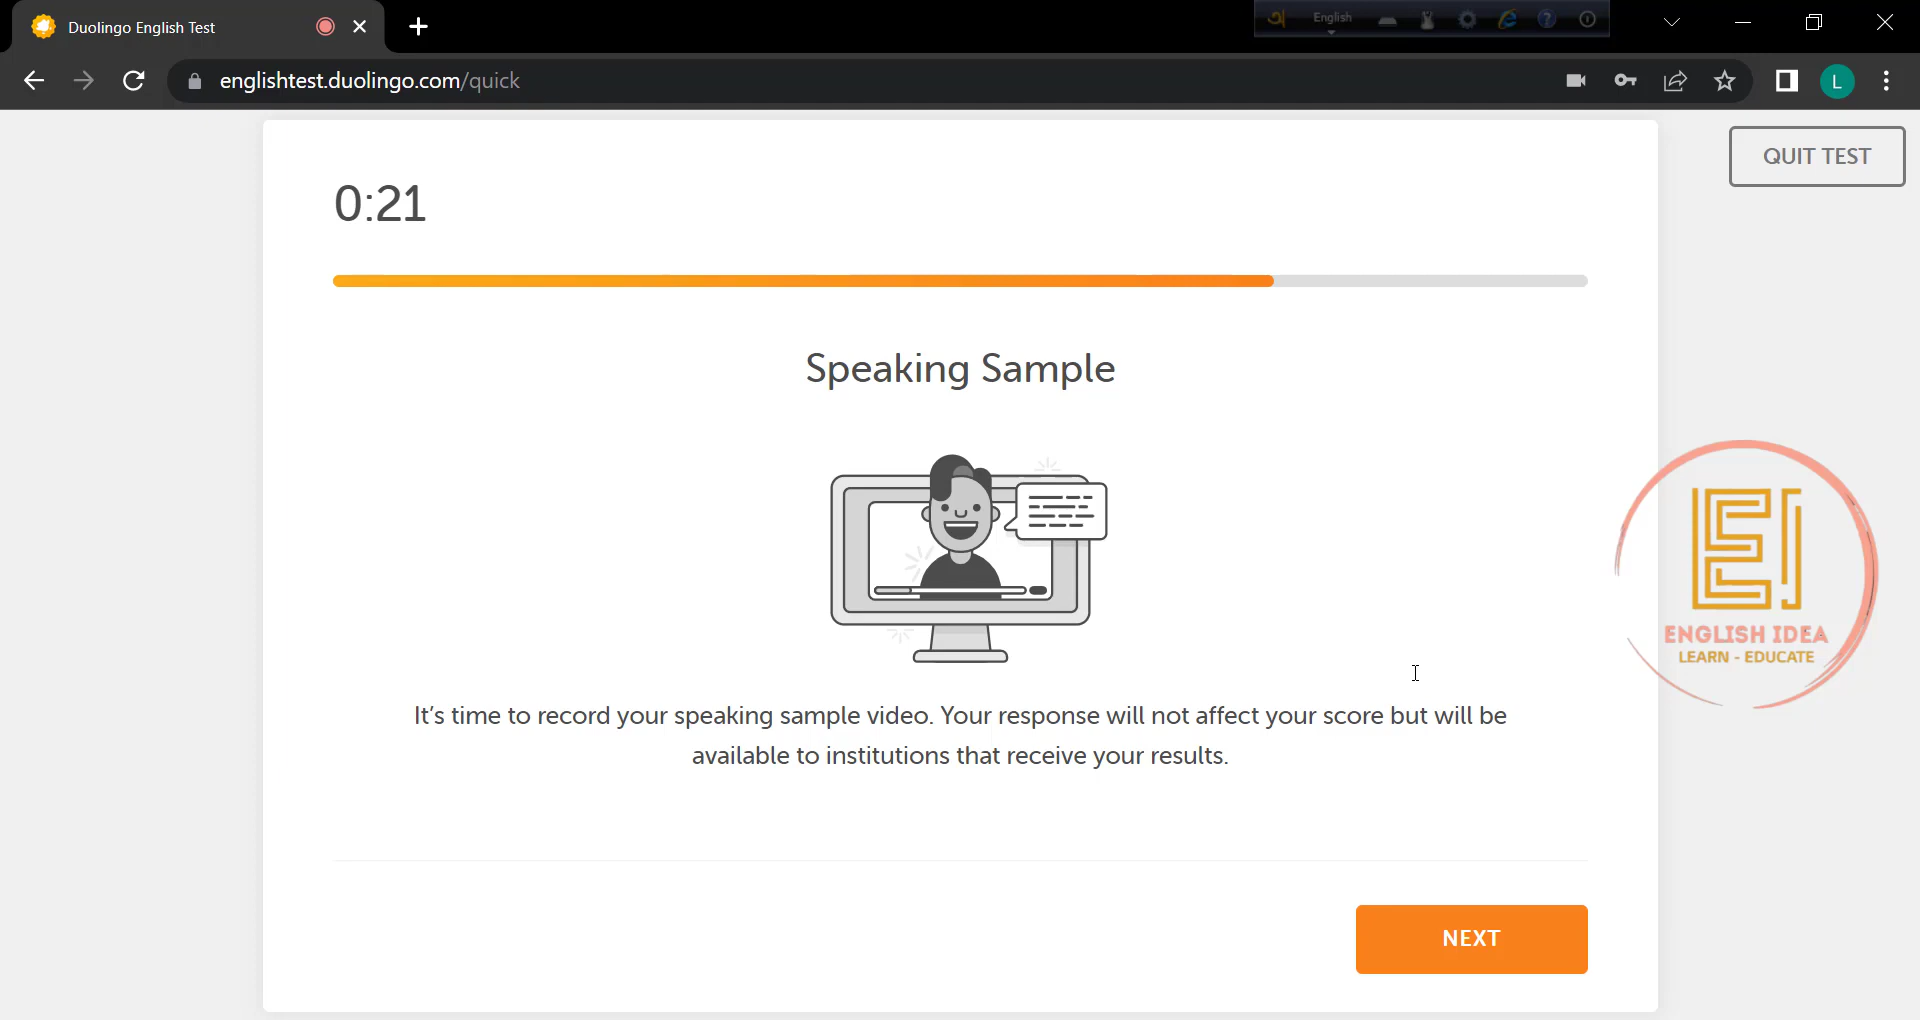 Duolingo English Test
English
englishtest.duolingo.com/quick
L
QUIT TEST
0:21
Speaking Sample
EI
ENGLISH IDEA
LEARN - EDUCATE
It's time to record your speaking sample video. Your response will not affect your score but will be
available to institutions that receive your results.
NEXT